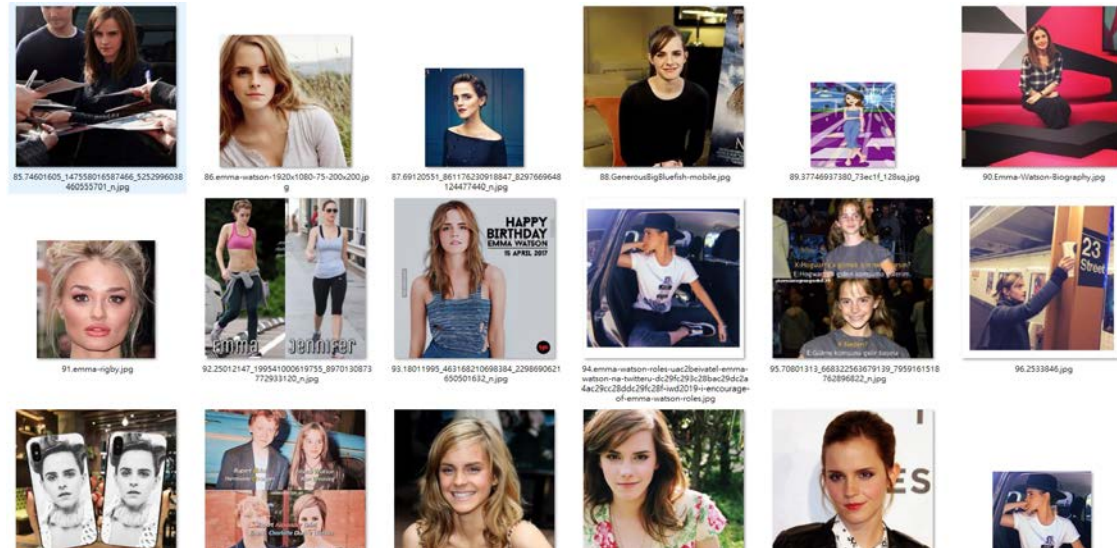 85.74601605_147558016587466_5252996038
460555701_n.jpg
86.emma-watson-1920x1080-75-200x200.jp
g
87.69120551_861176230918847_8297669648
124477440_n.jpg
88.GenerousBigBluefish-mobile.jpg
89.37746937380_73ec1f_128sq.jpg
90.Emma-Watson-Biography.jpg
23
Street
HAPPY
BIRTHDAY
EMMA WATSON
15 APRIL 2017
emma
Jennifer
91.emma-rigby.jpg
92.25012147_199541000619755_8970130873
772933120_n.jpg
93.18011995_463168210698384_2298690621
650501632_n.jpg
94.emma-watson-roles-uac2beivatel-emma-
watson-na-twitteru-dc29fc293c28bac29dc2a
4ac29cc28ddc29fc28f-iwd2019-i-encourage-
of-emma-watson-roles.jpg
95.70801313_668322563679139_7959161518
762896822_n.jpg
96.2533846.jpg
ES